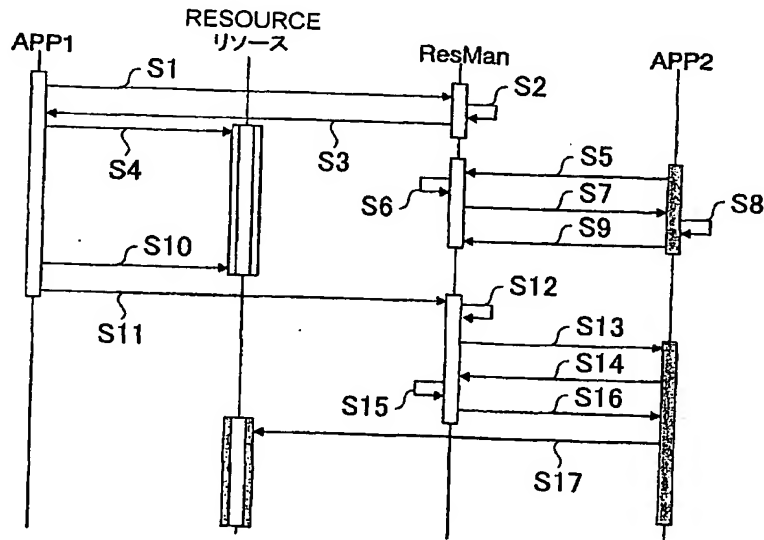 RESOURCE
APP1
リソース
ResMan
APP2
S1
S2
S3
S4
S5
S6
S7
S8
S9
S10
S11
S12
S13
S14
S15
S16
S17